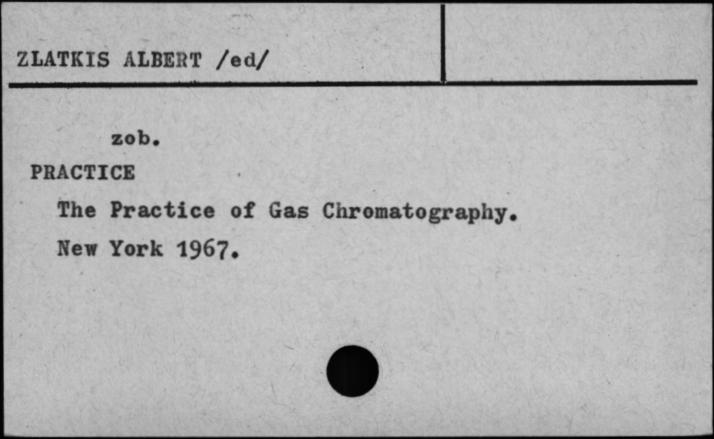 ZLATKIS ALBERT /ed/
zob.
PRACTICE
The Practice of Gas Chromatography.
New York 1967.